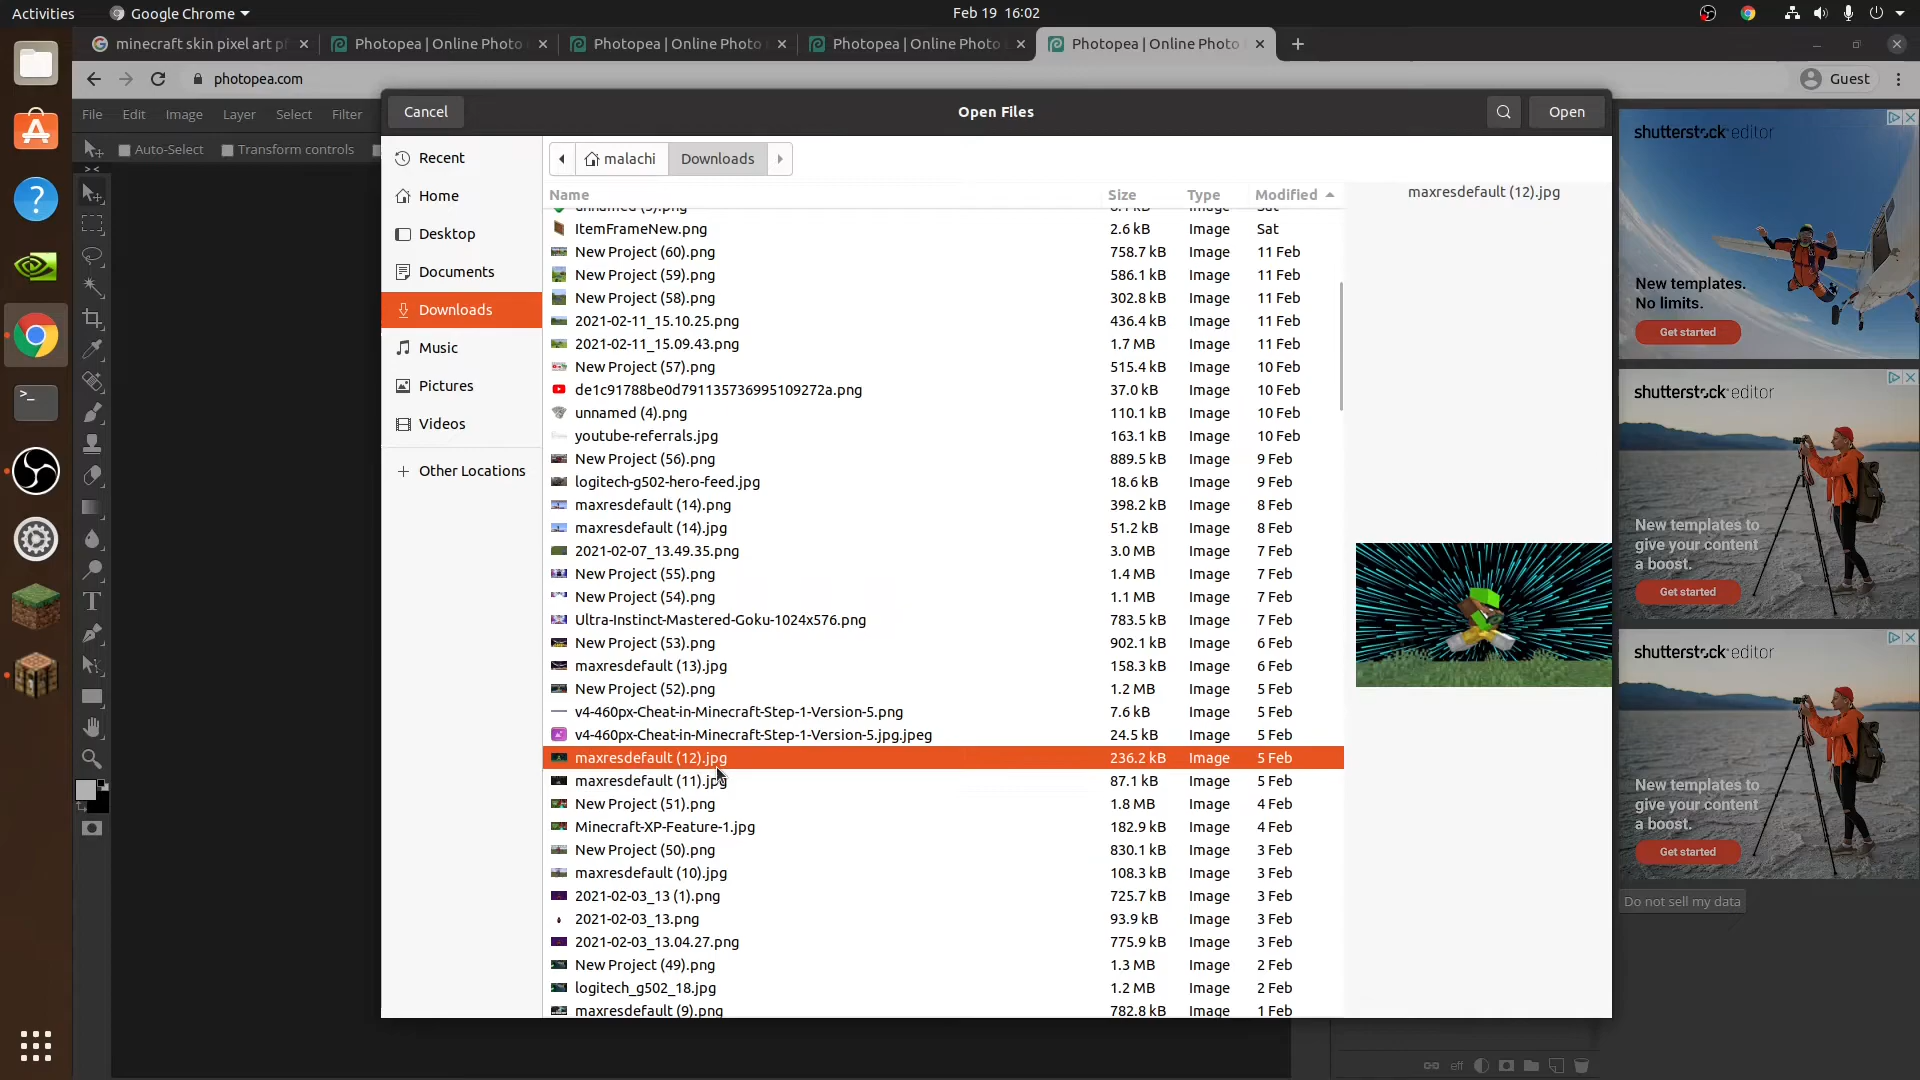 Activities
Google Chrome
Feb 19 16:02
minecraft skin pixel art p
Photopea | Online Photo
Photopea | Online Photo
Photopea | Online Photo
Photopea | Online Photo
photopea.com
Guest
File Edit Image Layer Select Filter
Auto-Select Transform controls
Cancel
Open Files
Open
Recent
Home
Desktop
Documents
Downloads
Music
Pictures
Videos
Other Locations
malachi Downloads
Name Size Type Modified
ItemFrameNew.png 2.6 kB Image Sat
New Project (60).png 758.7 kB Image 11 Feb
New Project (59).png 586.1 kB Image 11 Feb
New Project (58).png 302.8 kB Image 11 Feb
2021-02-11_15.10.25.png 436.4 kB Image 11 Feb
2021-02-11_15.09.43.png 1.7 MB Image 11 Feb
New Project (57).png 515.4 kB Image 10 Feb
de1c91788be0d791135736995109272a.png 37.0 kB Image 10 Feb
unnamed (4).png 110.1 kB Image 10 Feb
youtube-referrals.jpg 163.1 kB Image 10 Feb
New Project (56).png 889.5 kB Image 9 Feb
logitech-g502-hero-feed.jpg 18.6 kB Image 9 Feb
maxresdefault (14).png 398.2 kB Image 8 Feb
maxresdefault (14).jpg 51.2 kB Image 8 Feb
2021-02-07_13.49.35.png 3.0 MB Image 7 Feb
New Project (55).png 1.4 MB Image 7 Feb
New Project (54).png 1.1 MB Image 7 Feb
Ultra-Instinct-Mastered-Goku-1024x576.png 783.5 kB Image 7 Feb
New Project (53).png 902.1 kB Image 6 Feb
maxresdefault (13).jpg 158.3 kB Image 6 Feb
New Project (52).png 1.2 MB Image 5 Feb
v4-460px-Cheat-in-Minecraft-Step-1-Version-5.png 7.6 kB Image 5 Feb
v4-460px-Cheat-in-Minecraft-Step-1-Version-5.jpg.jpeg 24.5 kB Image 5 Feb
maxresdefault (12).jpg 236.2 kB Image 5 Feb
maxresdefault (11).jpg 87.1 kB Image 5 Feb
New Project (51).png 1.8 MB Image 4 Feb
Minecraft-XP-Feature-1.jpg 182.9 kB Image 4 Feb
New Project (50).png 830.1 kB Image 3 Feb
maxresdefault (10).jpg 108.3 kB Image 3 Feb
2021-02-03_13 (1).png 725.7 kB Image 3 Feb
2021-02-03_13.png 93.9 kB Image 3 Feb
2021-02-03_13.04.27.png 775.9 kB Image 3 Feb
New Project (49).png 1.3 MB Image 2 Feb
logitech_g502_18.jpg 1.2 MB Image 2 Feb
maxresdefault (9).png 782.8 kB Image 1 Feb
maxresdefault (12).jpg
shutterstock editor
New templates.
No limits.
Get started
shutterstock editor
New templates to
give your content
a boost.
Get started
shutterstock editor
New templates to
give your content
a boost.
Get started
Do not sell my data
eff